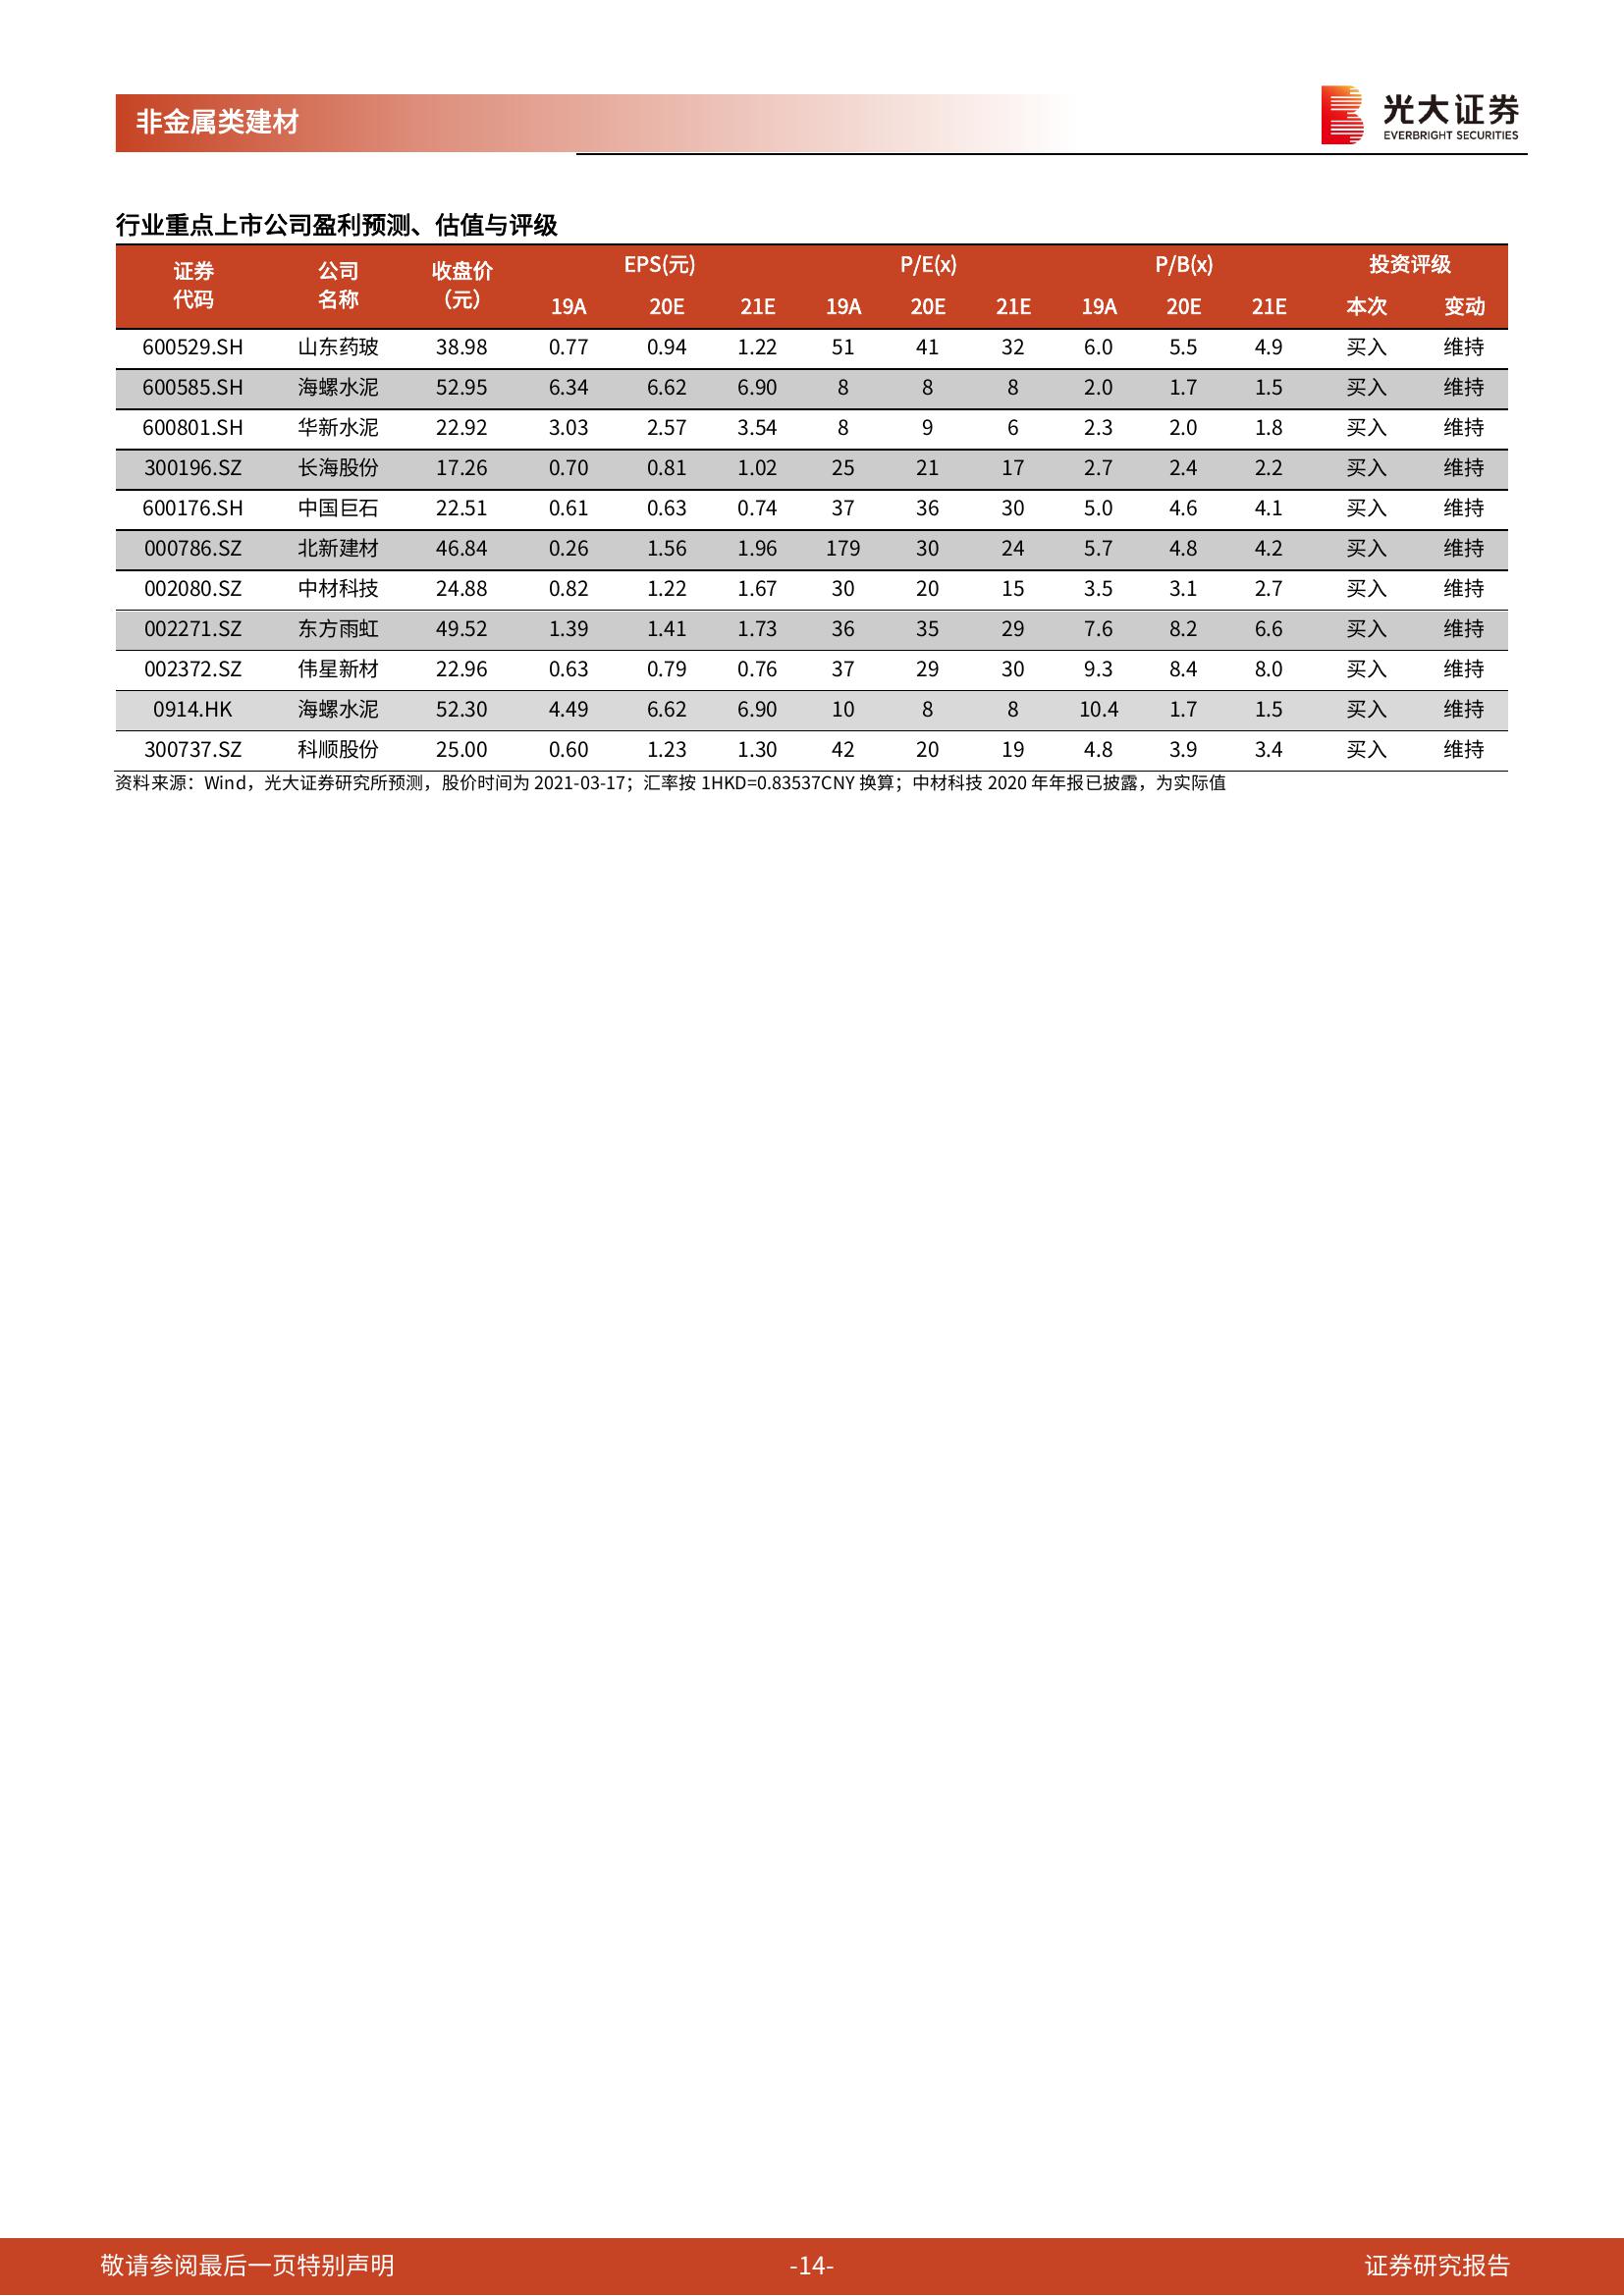 非金属类建材
光大证券
EVERBRIGHT SECURITIES
行业重点上市公司盈利预测、估值与评级
证券代码 公司名称 收盘价（元） EPS(元) P/E(x) P/B(x) 投资评级
19A 20E 21E 19A 20E 21E 19A 20E 21E 本次 变动
600529.SH 山东药玻 38.98 0.77 0.94 1.22 51 41 32 6.0 5.5 4.9 买入 维持
600585.SH 海螺水泥 52.95 6.34 6.62 6.90 8 8 8 2.0 1.7 1.5 买入 维持
600801.SH 华新水泥 22.92 3.03 2.57 3.54 8 9 6 2.3 2.0 1.8 买入 维持
300196.SZ 长海股份 17.26 0.70 0.81 1.02 25 21 17 2.7 2.4 2.2 买入 维持
600176.SH 中国巨石 22.51 0.61 0.63 0.74 37 36 30 5.0 4.6 4.1 买入 维持
000786.SZ 北新建材 46.84 0.26 1.56 1.96 179 30 24 5.7 4.8 4.2 买入 维持
002080.SZ 中材科技 24.88 0.82 1.22 1.67 30 20 15 3.5 3.1 2.7 买入 维持
002271.SZ 东方雨虹 49.52 1.39 1.41 1.73 36 35 29 7.6 8.2 6.6 买入 维持
002372.SZ 伟星新材 22.96 0.63 0.79 0.76 37 29 30 9.3 8.4 8.0 买入 维持
0914.HK 海螺水泥 52.30 4.49 6.62 6.90 10 8 8 10.4 1.7 1.5 买入 维持
300737.SZ 科顺股份 25.00 0.60 1.23 1.30 42 20 19 4.8 3.9 3.4 买入 维持
资料来源：Wind，光大证券研究所预测，股价时间为 2021-03-17；汇率按 1HKD=0.83537CNY 换算；中材科技 2020 年年报已披露，为实际值
敬请参阅最后一页特别声明 -14- 证券研究报告